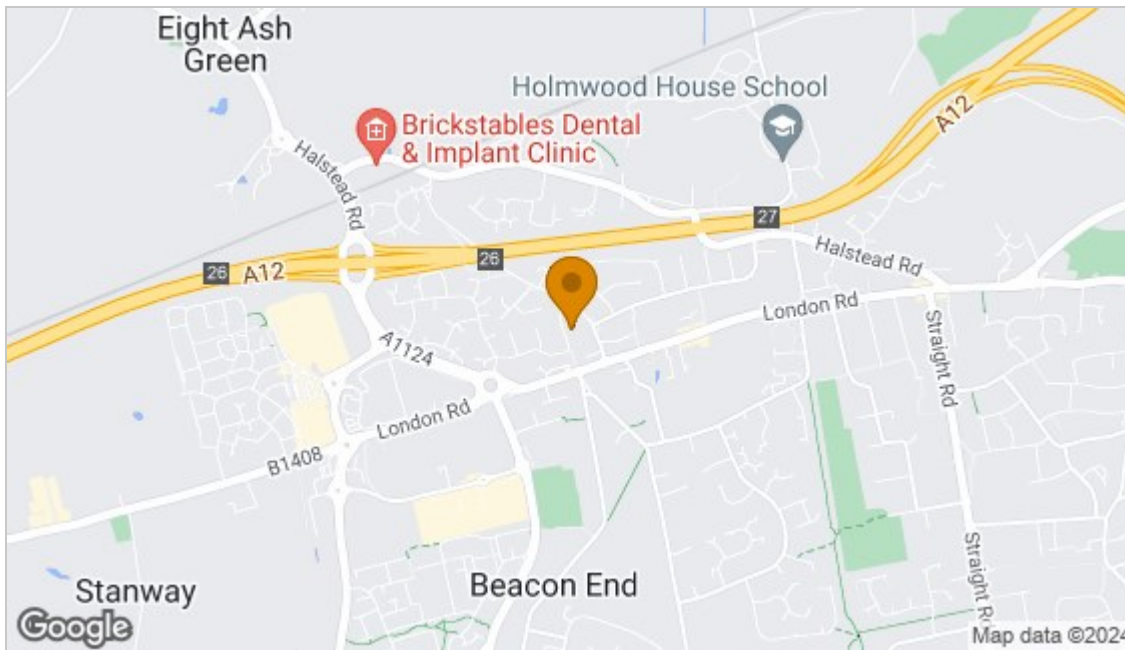 Eight Ash
Green
Holmwood House School
Brickstables Dental
& Implant Clinic
A12
Halstead Rd
27
26
26
A12
Halstead Rd
London Rd
A1124
Straight Rd
London Rd
B1408
Straight Rd
Stanway
Beacon End
Google
Map data ©2024